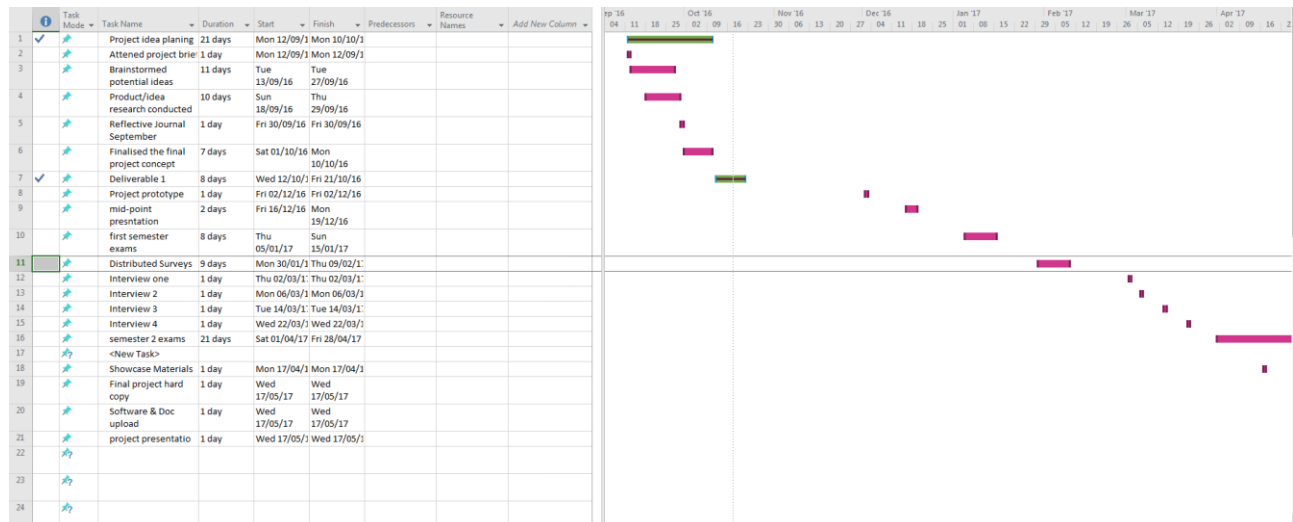 Task Mode Task Name Duration Start Finish Predecessors Resource Names Add New Column
rp '16 Oct '16 Nov '16 Dec '16 Jan '17 Feb '17 Mar '17 Apr '17
04 11 18 25 02 09 16 23 30 06 13 20 27 04 11 18 25 01 08 15 22 29 05 12 19 26 05 12 19 26 02 09 16 2
1 Project idea planing 21 days Mon 12/09/1 Mon 10/10/1
2 Attened project brief 1 day Mon 12/09/1 Mon 12/09/1
3 Brainstormed potential ideas 11 days Tue 13/09/16 Tue 27/09/16
4 Product/idea research conducted 10 days Sun 18/09/16 Thu 29/09/16
5 Reflective Journal September 1 day Fri 30/09/16 Fri 30/09/16
6 Finalised the final project concept 7 days Sat 01/10/16 Mon 10/10/16
7 Deliverable 1 8 days Wed 12/10/1 Fri 21/10/16
8 Project prototype 1 day Fri 02/12/16 Fri 02/12/16
9 mid-point presntation 2 days Fri 16/12/16 Mon 19/12/16
10 first semester exams 8 days Thu 05/01/17 Sun 15/01/17
11 Distributed Surveys 9 days Mon 30/01/1 Thu 09/02/17
12 Interview one 1 day Thu 02/03/17 Thu 02/03/17
13 Interview 2 1 day Mon 06/03/1 Mon 06/03/1
14 Interview 3 1 day Tue 14/03/17 Tue 14/03/17
15 Interview 4 1 day Wed 22/03/1 Wed 22/03/1
16 semester 2 exams 21 days Sat 01/04/17 Fri 28/04/17
17 <New Task>
18 Showcase Materials 1 day Mon 17/04/1 Mon 17/04/1
19 Final project hard copy 1 day Wed 17/05/17 Wed 17/05/17
20 Software & Doc upload 1 day Wed 17/05/17 Wed 17/05/17
21 project presentatio 1 day Wed 17/05/1 Wed 17/05/1
22
23
24